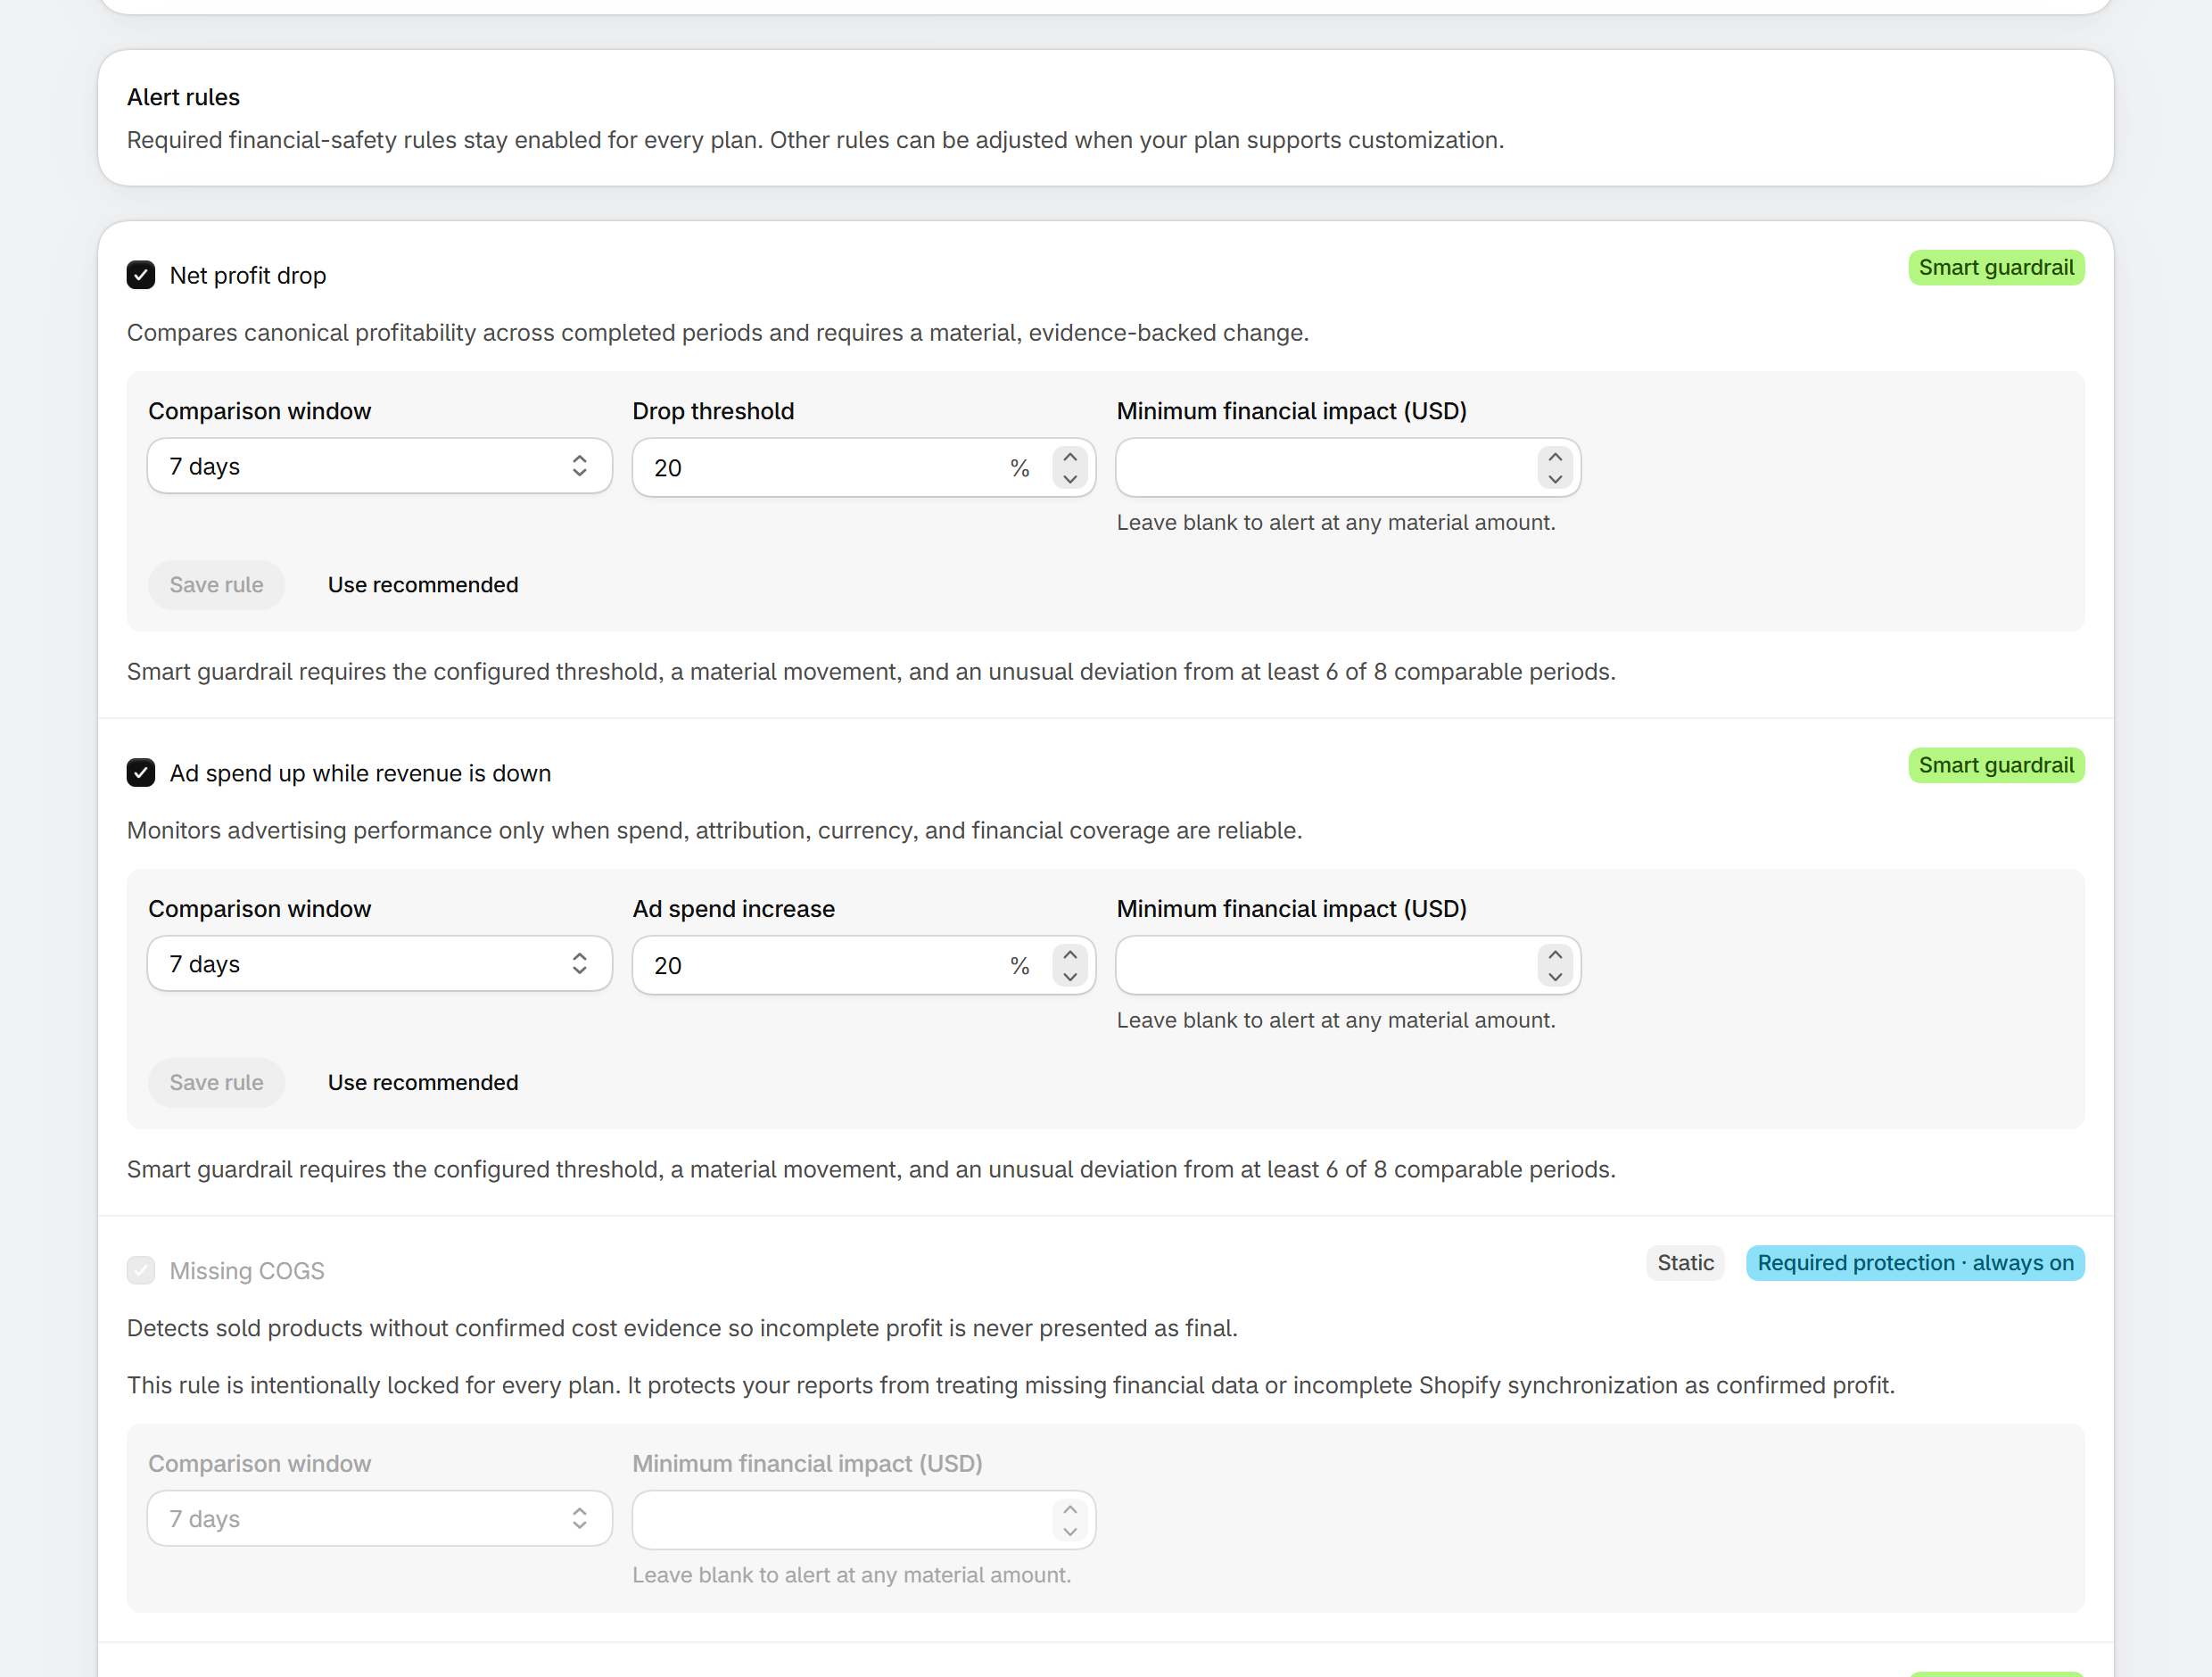 Alert rules
Required financial-safety rules stay enabled for every plan. Other rules can be adjusted when your plan supports customization.
Net profit drop
Smart guardrail
Compares canonical profitability across completed periods and requires a material, evidence-backed change.
Comparison window
Drop threshold
Minimum financial impact (USD)
7 days
20
%
Leave blank to alert at any material amount.
Save rule
Use recommended
Smart guardrail requires the configured threshold, a material movement, and an unusual deviation from at least 6 of 8 comparable periods.
Ad spend up while revenue is down
Smart guardrail
Monitors advertising performance only when spend, attribution, currency, and financial coverage are reliable.
Comparison window
Ad spend increase
Minimum financial impact (USD)
7 days
20
%
Leave blank to alert at any material amount.
Save rule
Use recommended
Smart guardrail requires the configured threshold, a material movement, and an unusual deviation from at least 6 of 8 comparable periods.
Missing COGS
Static
Required protection · always on
Detects sold products without confirmed cost evidence so incomplete profit is never presented as final.
This rule is intentionally locked for every plan. It protects your reports from treating missing financial data or incomplete Shopify synchronization as confirmed profit.
Comparison window
Minimum financial impact (USD)
7 days
Leave blank to alert at any material amount.